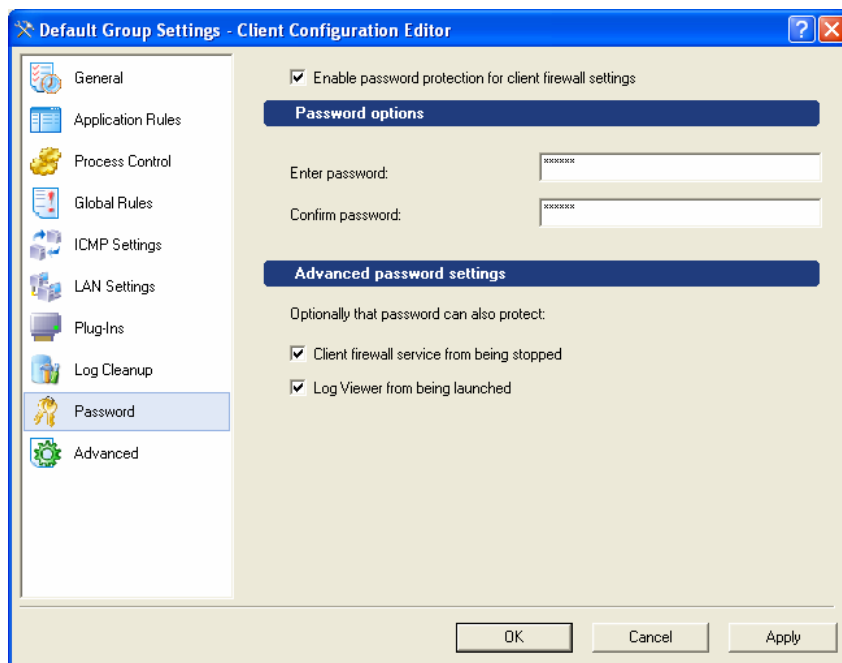 Default Group Settings - Client Configuration Editor
General
Application Rules
Process Control
Global Rules
ICMP Settings
LAN Settings
Plug-Ins
Log Cleanup
Password
Advanced
Enable password protection for client firewall settings
Password options
Enter password:
xxxxxx
Confirm password:
xxxxxx
Advanced password settings
Optionally that password can also protect:
Client firewall service from being stopped
Log Viewer from being launched
OK Cancel Apply